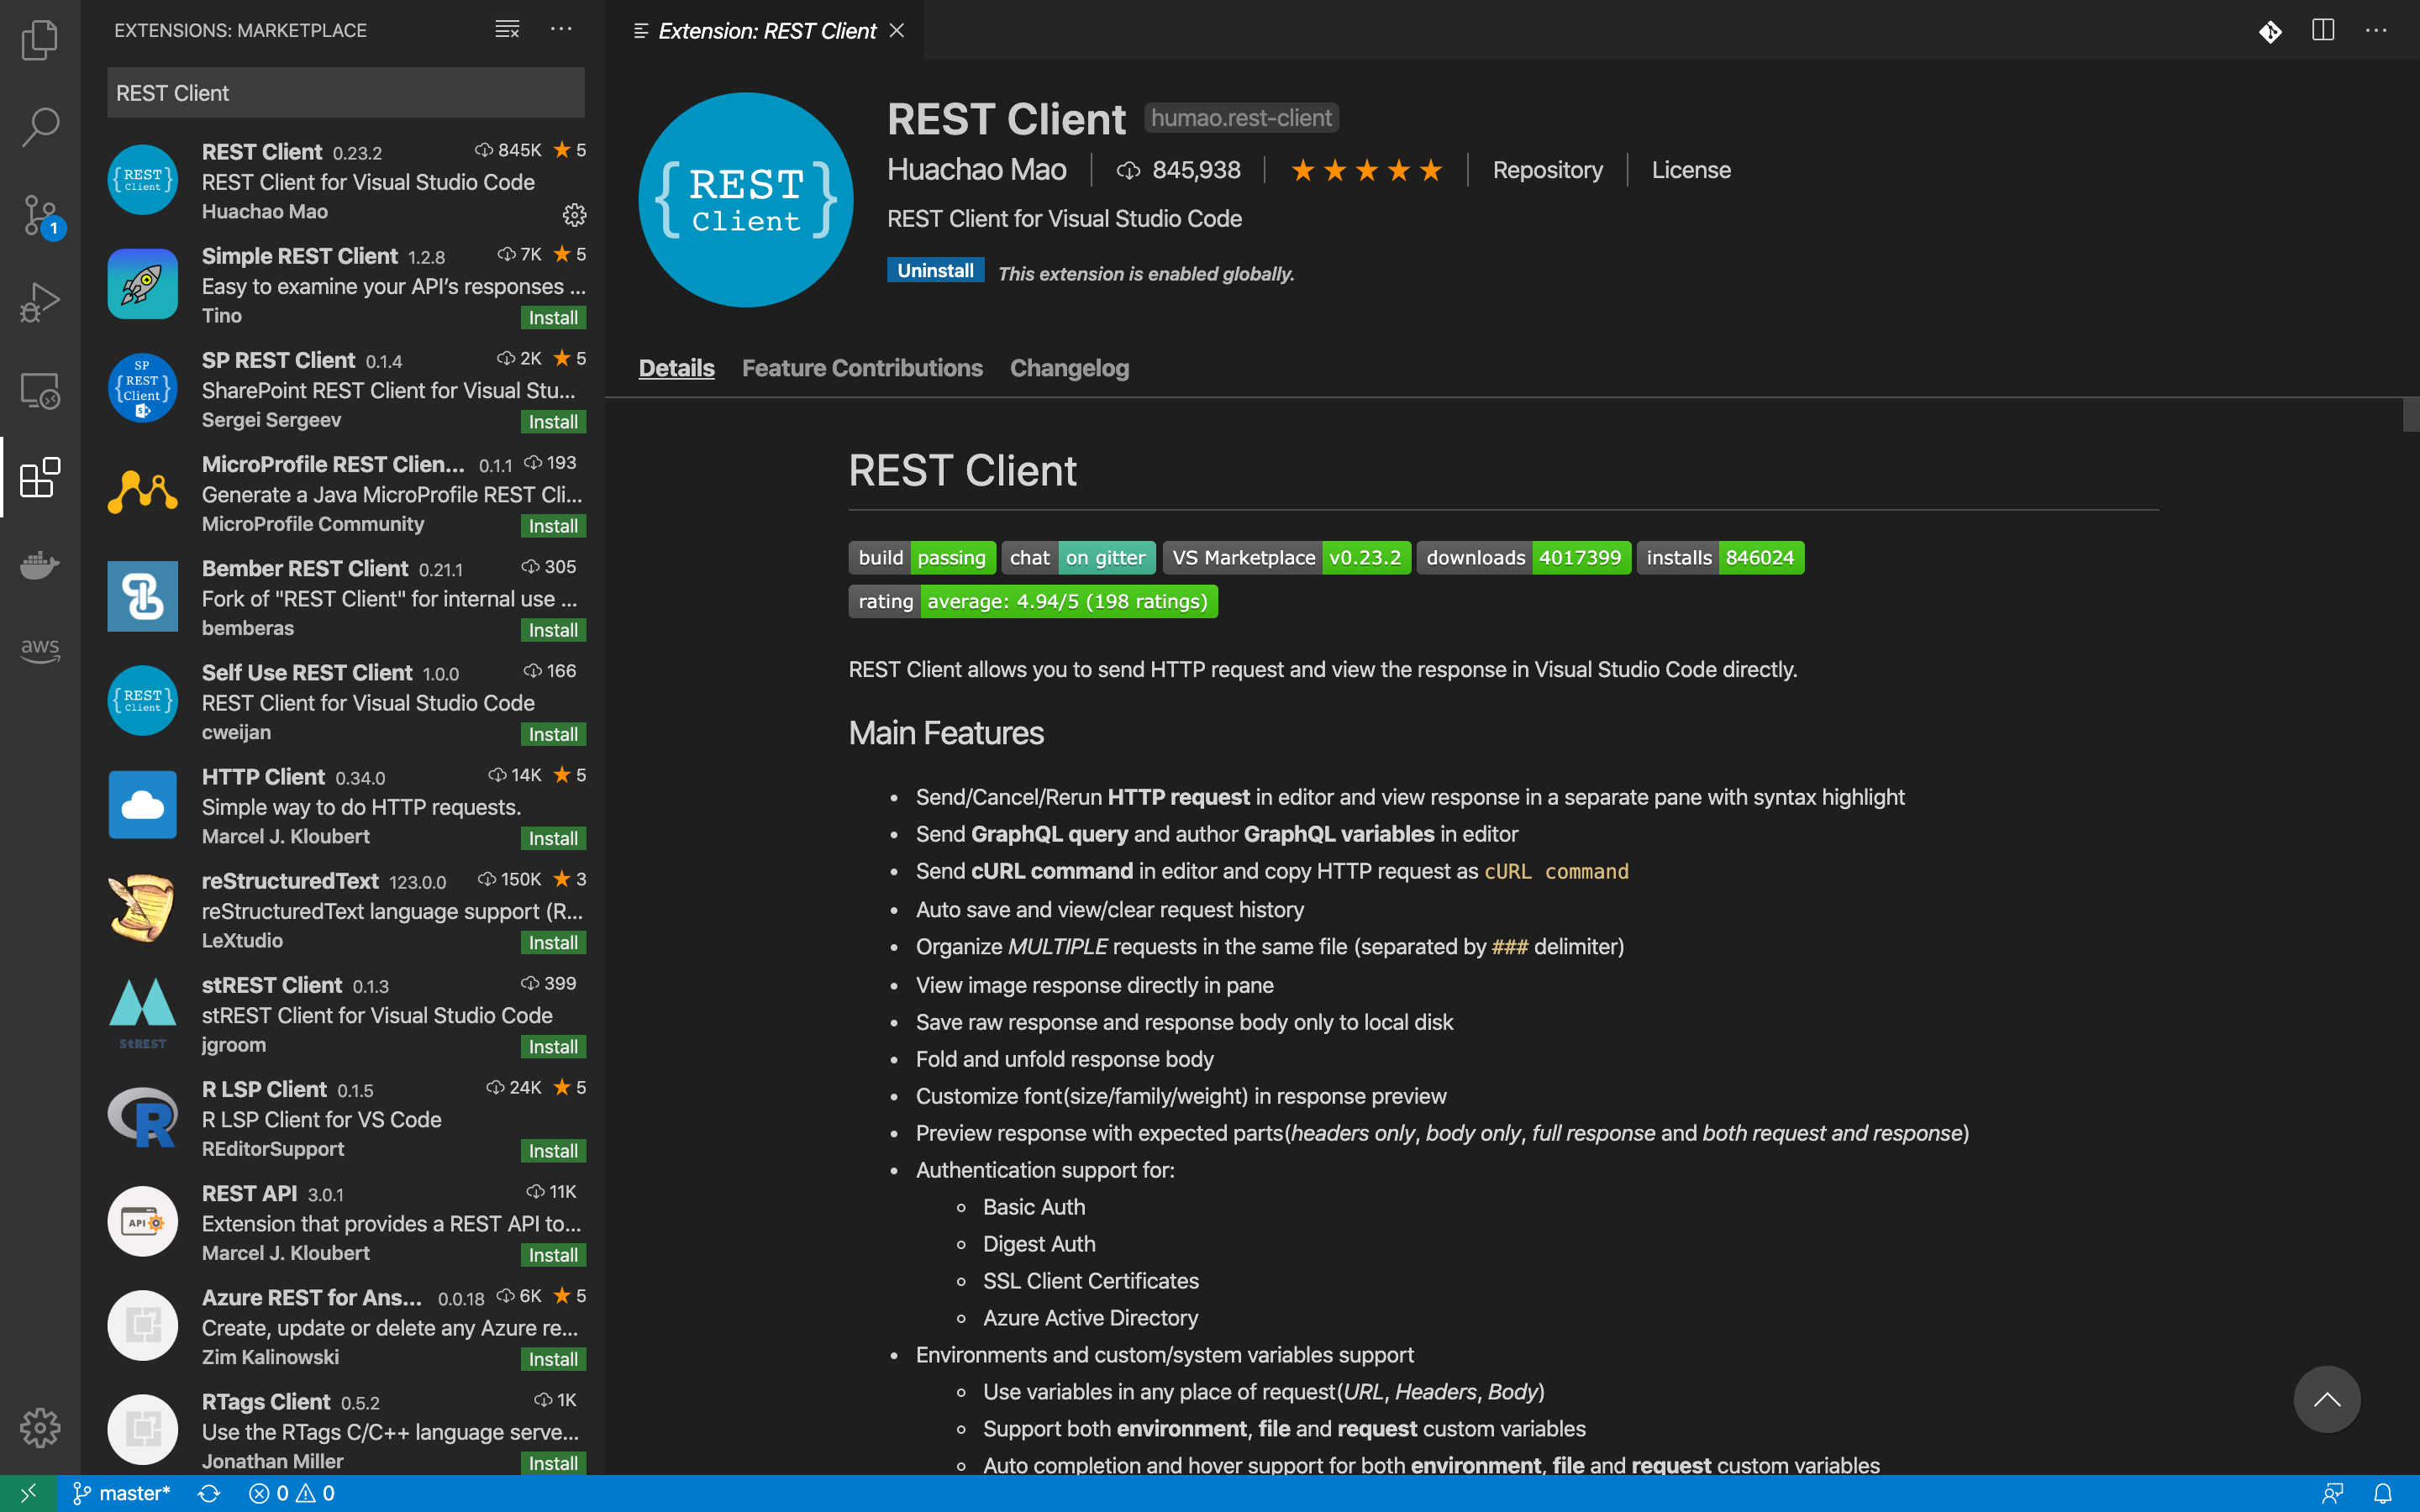 EXTENSIONS: MARKETPLACE
REST Client
REST Client 0.23.2 845K 5
REST Client for Visual Studio Code
Huachao Mao
{REST}
Client
Simple REST Client 1.2.8 7K 5
Easy to examine your API’s responses ...
Tino Install
SP REST Client 0.1.4 2K 5
SharePoint REST Client for Visual Stu...
Sergei Sergeev Install
SP
{REST}
Client
MicroProfile REST Clien... 0.1.1 193
Generate a Java MicroProfile REST Cli...
MicroProfile Community Install
Bember REST Client 0.21.1 305
Fork of "REST Client" for internal use ...
bemberas Install
Self Use REST Client 1.0.0 166
REST Client for Visual Studio Code
cweijan Install
{REST}
Client
HTTP Client 0.34.0 14K 5
Simple way to do HTTP requests.
Marcel J. Kloubert Install
reStructuredText 123.0.0 150K 3
reStructuredText language support (R...
LeXtudio Install
stREST Client 0.1.3 399
stREST Client for Visual Studio Code
jgroom Install
StREST
R LSP Client 0.1.5 24K 5
R LSP Client for VS Code
REditorSupport Install
R
REST API 3.0.1 11K
Extension that provides a REST API to...
Marcel J. Kloubert Install
API
Azure REST for Ans... 0.0.18 6K 5
Create, update or delete any Azure re...
Zim Kalinowski Install
RTags Client 0.5.2 1K
Use the RTags C/C++ language serve...
Jonathan Miller Install
1
aws
Extension: REST Client
{REST}
Client
REST Client humao.rest-client
Huachao Mao 845,938 Repository License
REST Client for Visual Studio Code
Uninstall This extension is enabled globally.
Details Feature Contributions Changelog
REST Client
build passing chat on gitter VS Marketplace v0.23.2 downloads 4017399 installs 846024
rating average: 4.94/5 (198 ratings)
REST Client allows you to send HTTP request and view the response in Visual Studio Code directly.
Main Features
• Send/Cancel/Rerun HTTP request in editor and view response in a separate pane with syntax highlight
• Send GraphQL query and author GraphQL variables in editor
• Send cURL command in editor and copy HTTP request as cURL command
• Auto save and view/clear request history
• Organize MULTIPLE requests in the same file (separated by ### delimiter)
• View image response directly in pane
• Save raw response and response body only to local disk
• Fold and unfold response body
• Customize font(size/family/weight) in response preview
• Preview response with expected parts(headers only, body only, full response and both request and response)
• Authentication support for:
◦ Basic Auth
◦ Digest Auth
◦ SSL Client Certificates
◦ Azure Active Directory
• Environments and custom/system variables support
◦ Use variables in any place of request(URL, Headers, Body)
◦ Support both environment, file and request custom variables
◦ Auto completion and hover support for both environment, file and request custom variables
master* 0 0